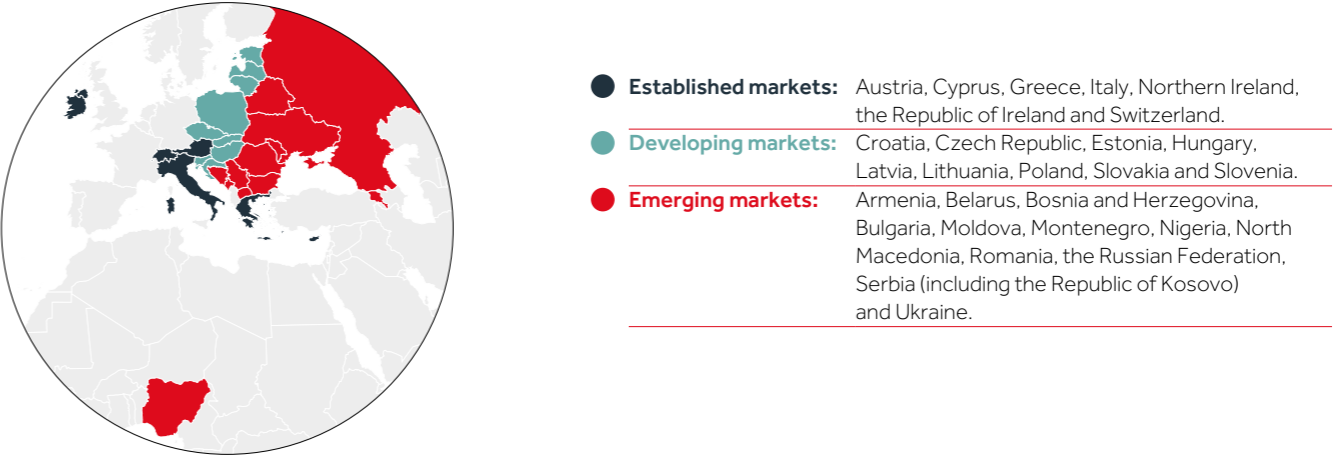 Established markets: Austria, Cyprus, Greece, Italy, Northern Ireland,
the Republic of Ireland and Switzerland.
Developing markets: Croatia, Czech Republic, Estonia, Hungary,
Latvia, Lithuania, Poland, Slovakia and Slovenia.
Emerging markets: Armenia, Belarus, Bosnia and Herzegovina,
Bulgaria, Moldova, Montenegro, Nigeria, North
Macedonia, Romania, the Russian Federation,
Serbia (including the Republic of Kosovo)
and Ukraine.